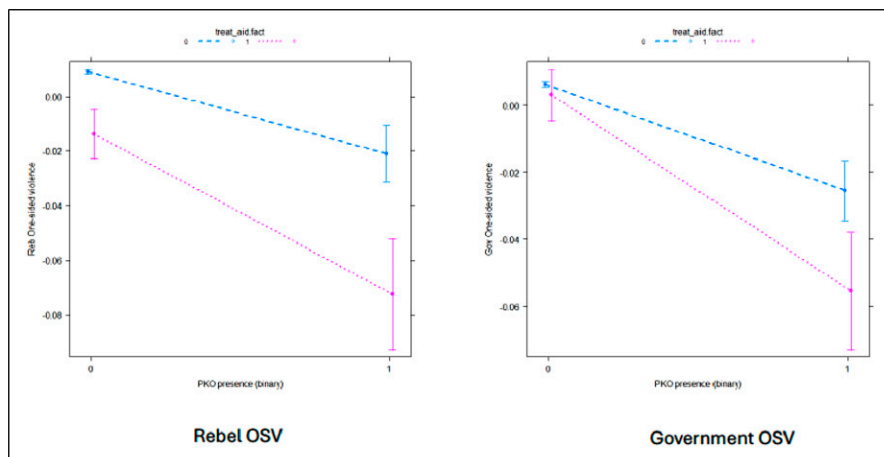 treat_aid.fact
0 1
0.00
-0.02
-0.04
-0.06
-0.08
Reb One-sided violence
0 1
PKO presence (binary)
Rebel OSV
treat_aid.fact
0 1
0.00
-0.02
-0.04
-0.06
Gov One-sided violence
0 1
PKO presence (binary)
Government OSV